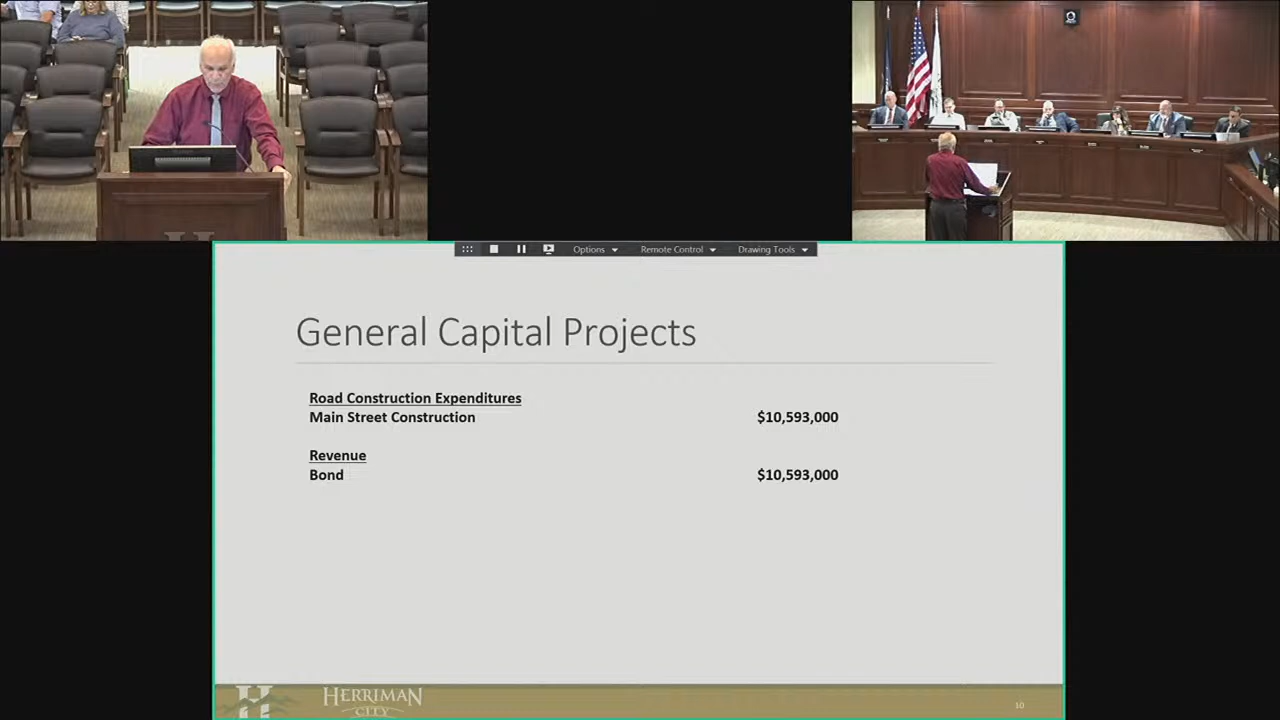 Options
Remote Control
Drawing Tools
General Capital Projects
Road Construction Expenditures
Main Street Construction $10,593,000
Revenue
Bond $10,593,000
H HERRIMAN
CITY
10